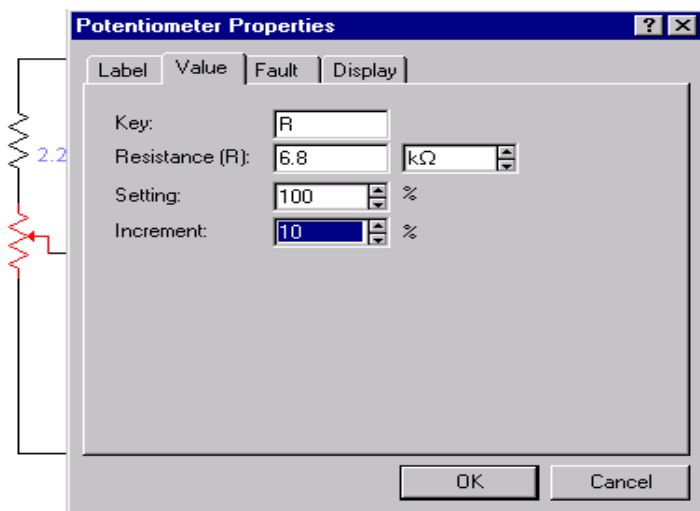 Potentiometer Properties
Label Value Fault Display
Key: R
Resistance (R): 6.8 kΩ
2.2
Setting: 100 %
Increment: 10 %
OK Cancel